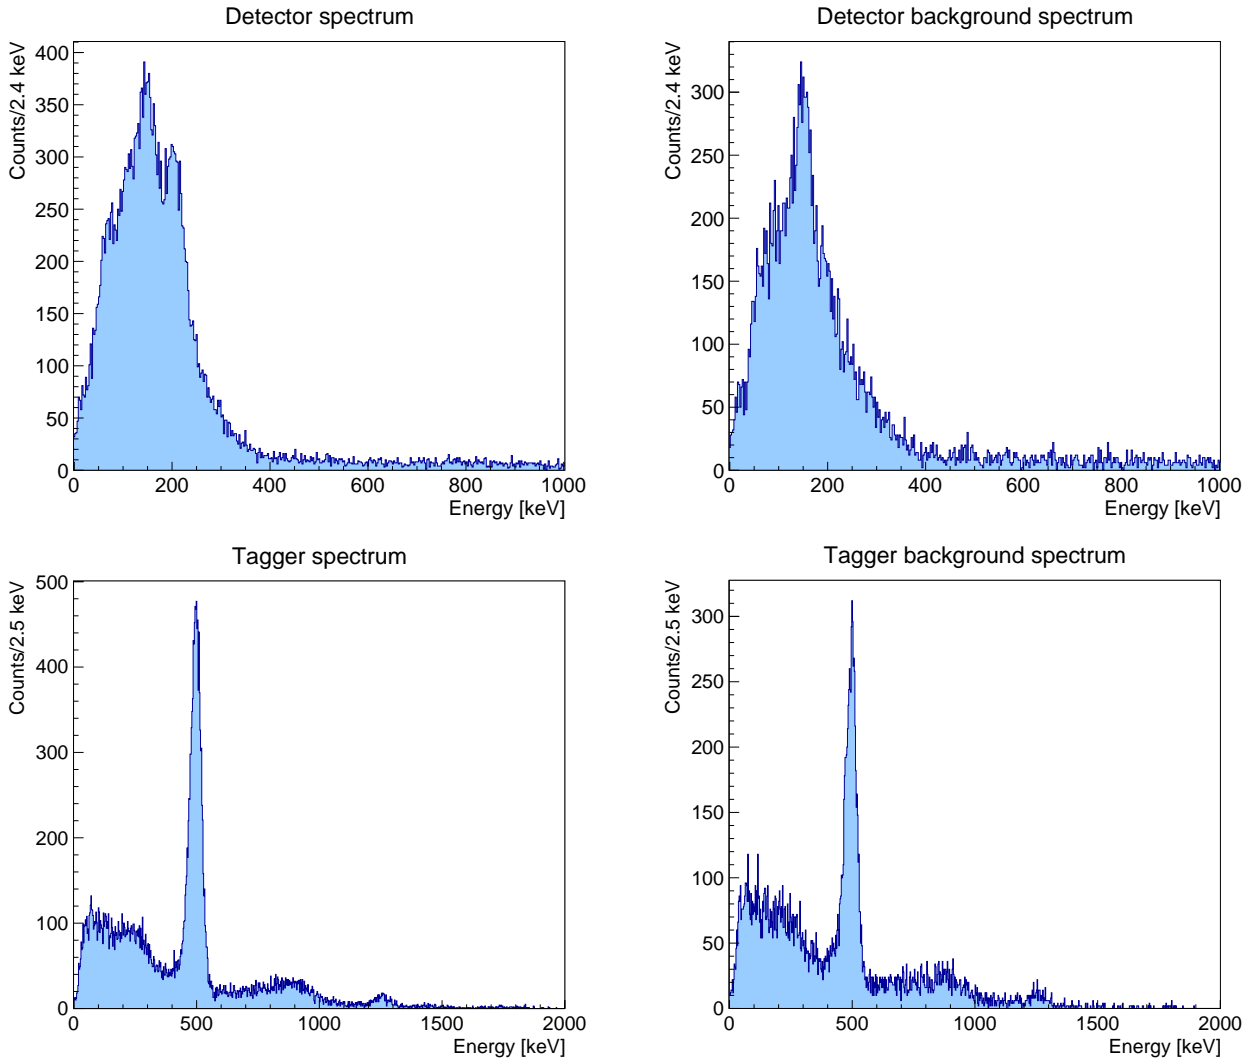 Detector spectrum
Counts/2.4 keV
400
350
300
250
200
150
100
50
0
0 200 400 600 800 1000
Energy [keV]
Detector background spectrum
Counts/2.4 keV
300
250
200
150
100
50
0
0 200 400 600 800 1000
Energy [keV]
Tagger spectrum
Counts/2.5 keV
500
400
300
200
100
0
0 500 1000 1500 2000
Energy [keV]
Tagger background spectrum
Counts/2.5 keV
300
250
200
150
100
50
0
0 500 1000 1500 2000
Energy [keV]